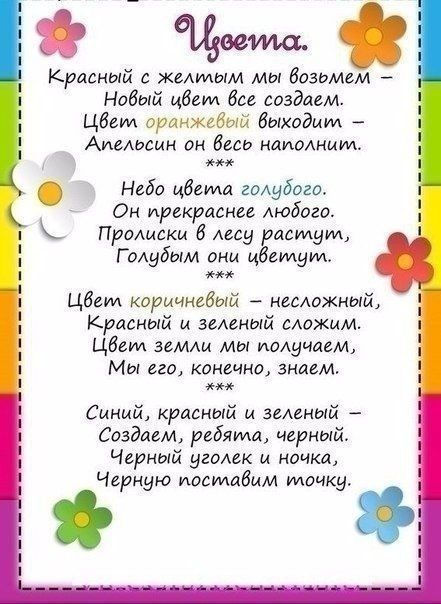 Цвета.
Красный с желтым мы возьмем –
Новый цвет все создаем.
Цвет оранжевый выходит –
Апельсин он весь наполнит.
***
Небо цвета голубого.
Он прекраснее любого.
Пролиски в лесу растут,
Голубым они цветут.
***
Цвет коричневый – несложный,
Красный и зеленый сложим.
Цвет земли мы получаем,
Мы его, конечно, знаем.
***
Синий, красный и зеленый –
Создаем, ребята, черный.
Черный уголек и ночка,
Черную поставим точку.